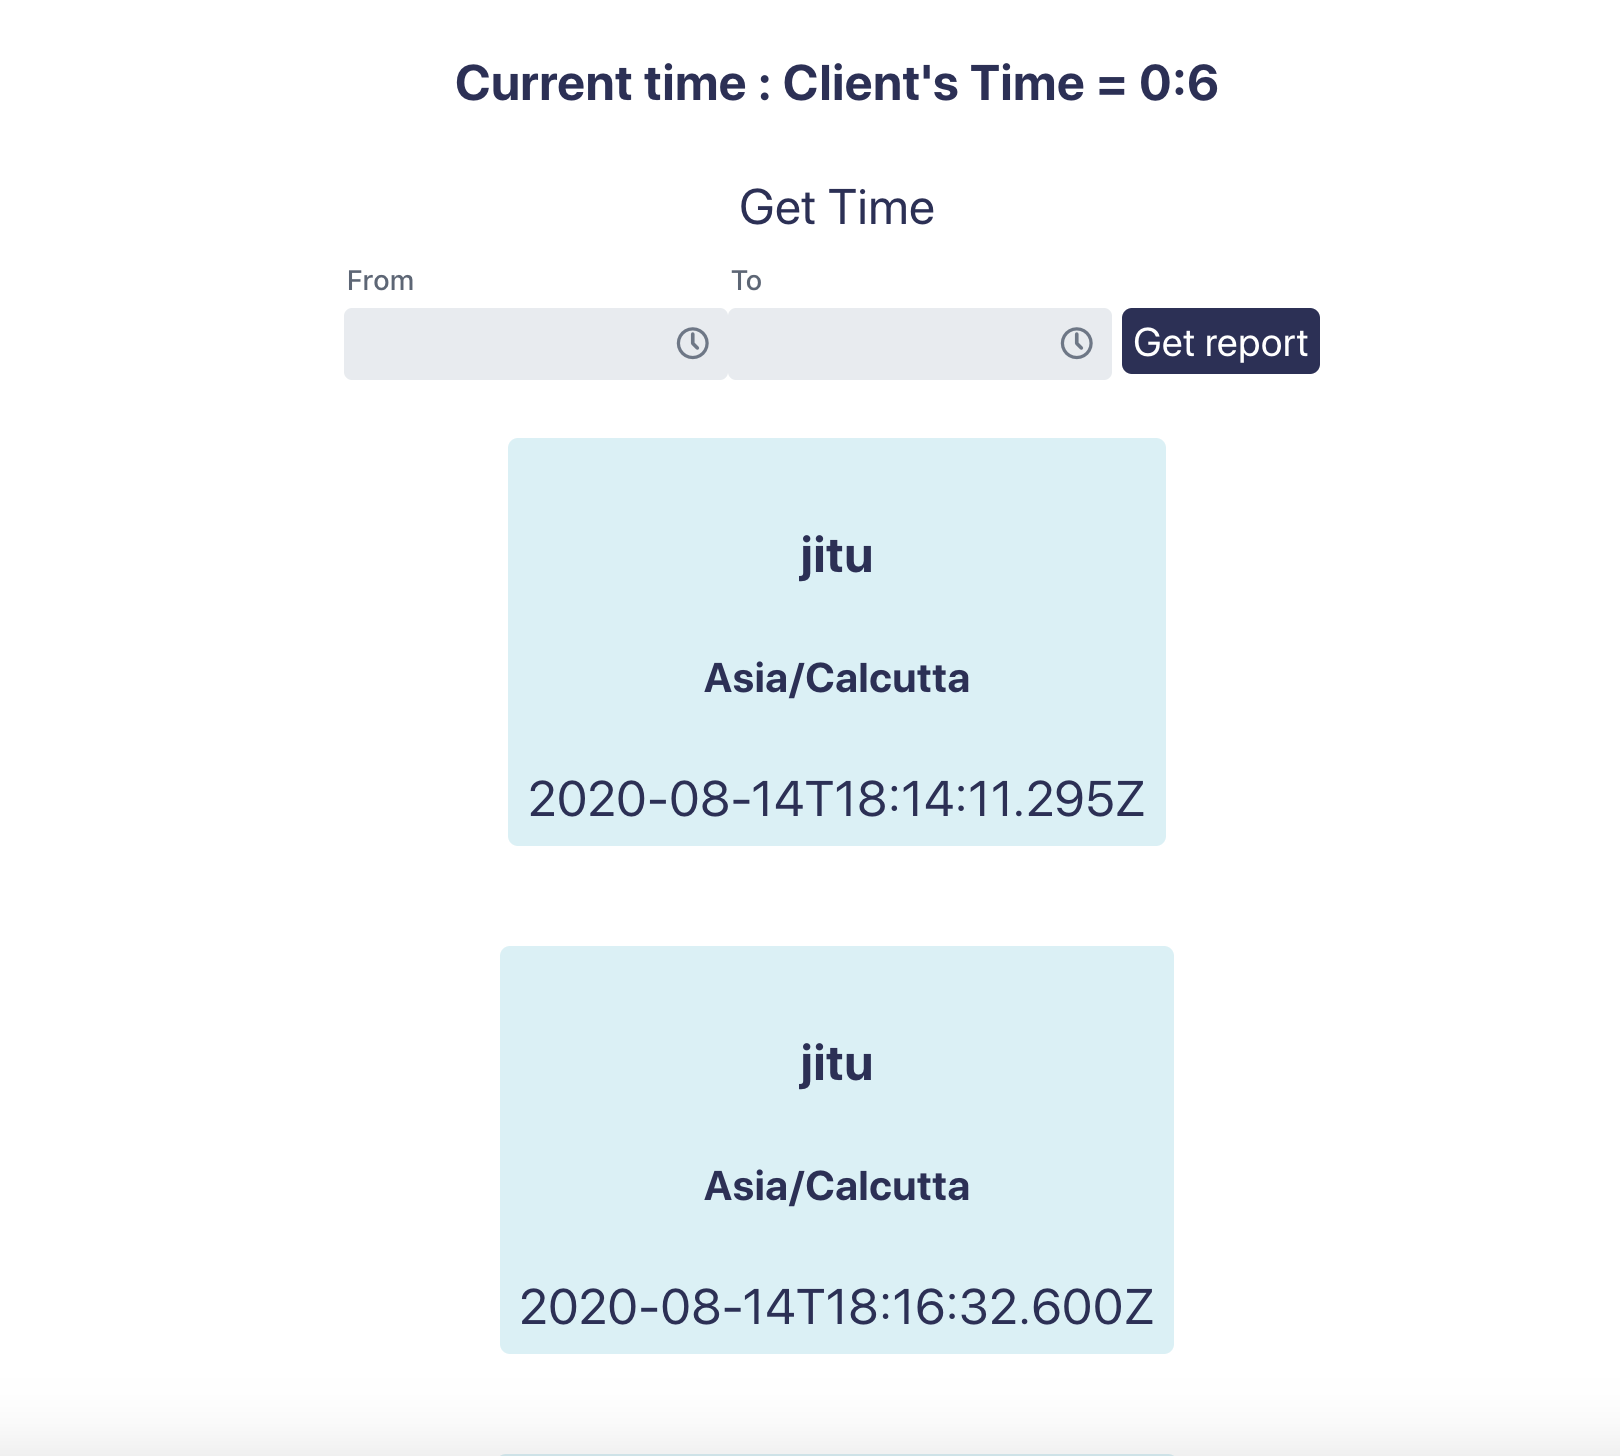 Current time : Client's Time = 0:6
Get Time
From To
Get report
jitu
Asia/Calcutta
2020-08-14T18:14:11.295Z
jitu
Asia/Calcutta
2020-08-14T18:16:32.600Z